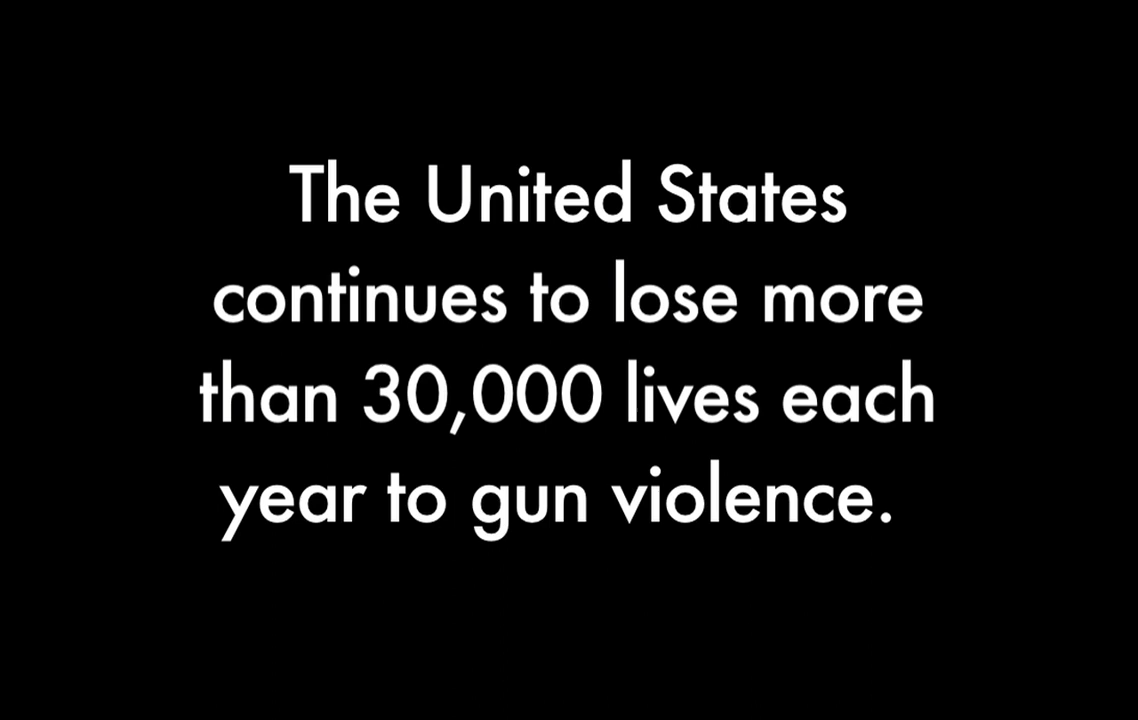 The United States
continues to lose more
than 30,000 lives each
year to gun violence.